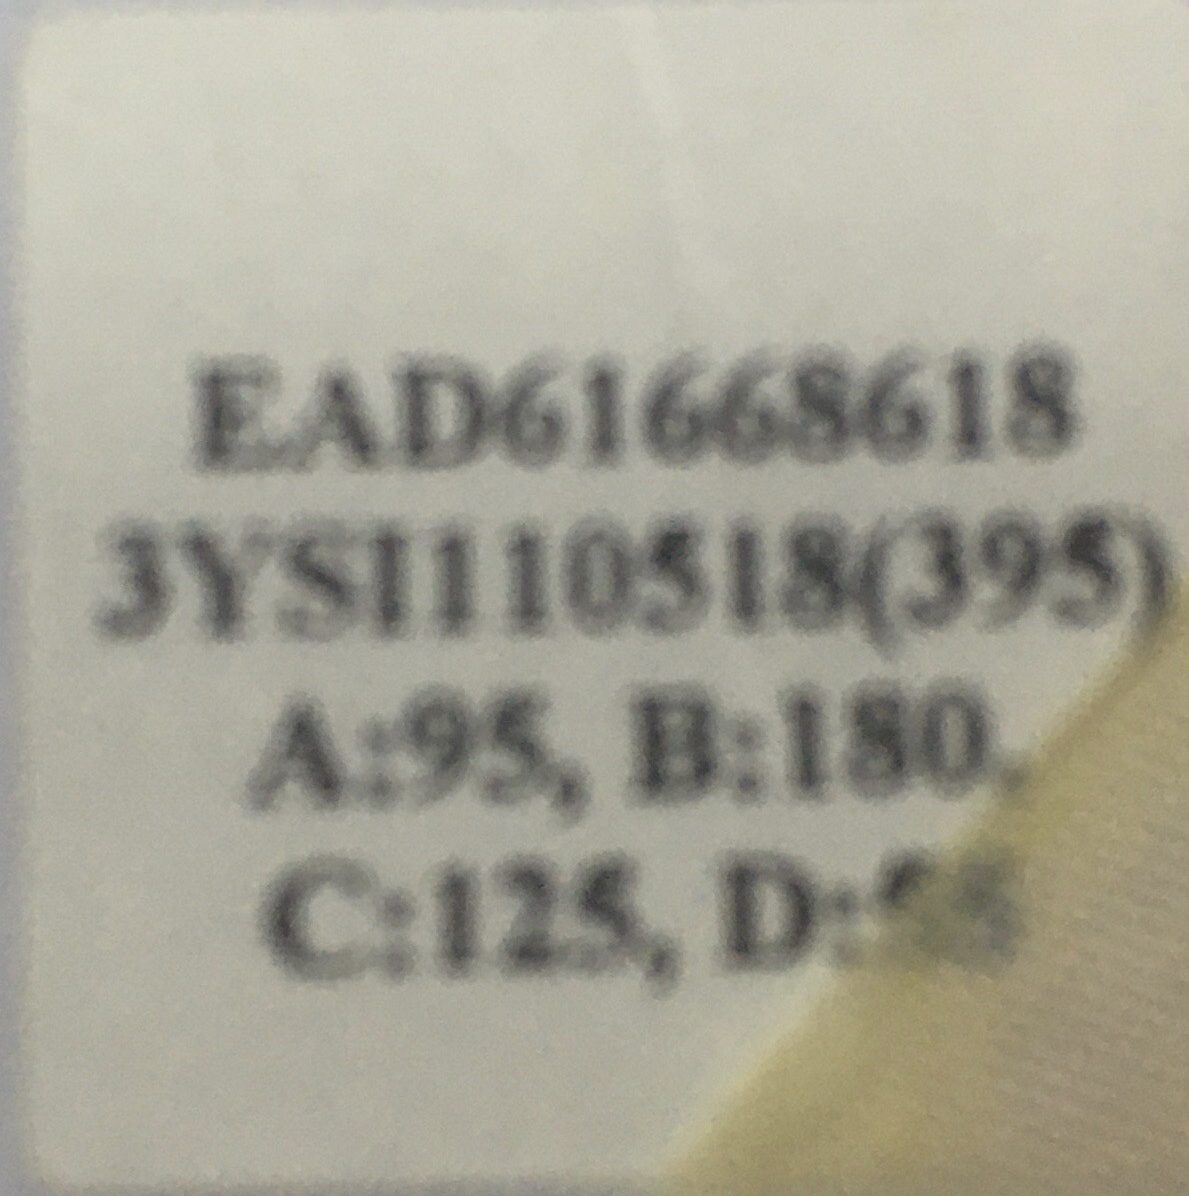 EAD61668618
3YSI110518(395)
A:95, B:180,
C:125, D: